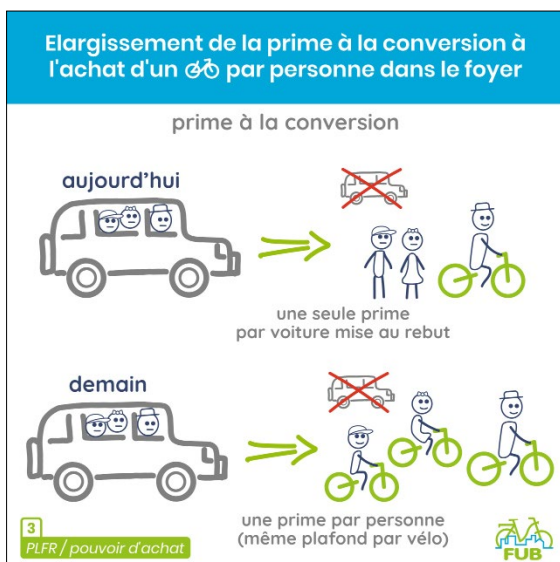 Elargissement de la prime à la conversion à
l'achat d'un par personne dans le foyer
prime à la conversion
aujourd'hui
une seule prime
par voiture mise au rebut
demain
une prime par personne
(même plafond par vélo)
3
PLFR / pouvoir d'achat
FUB